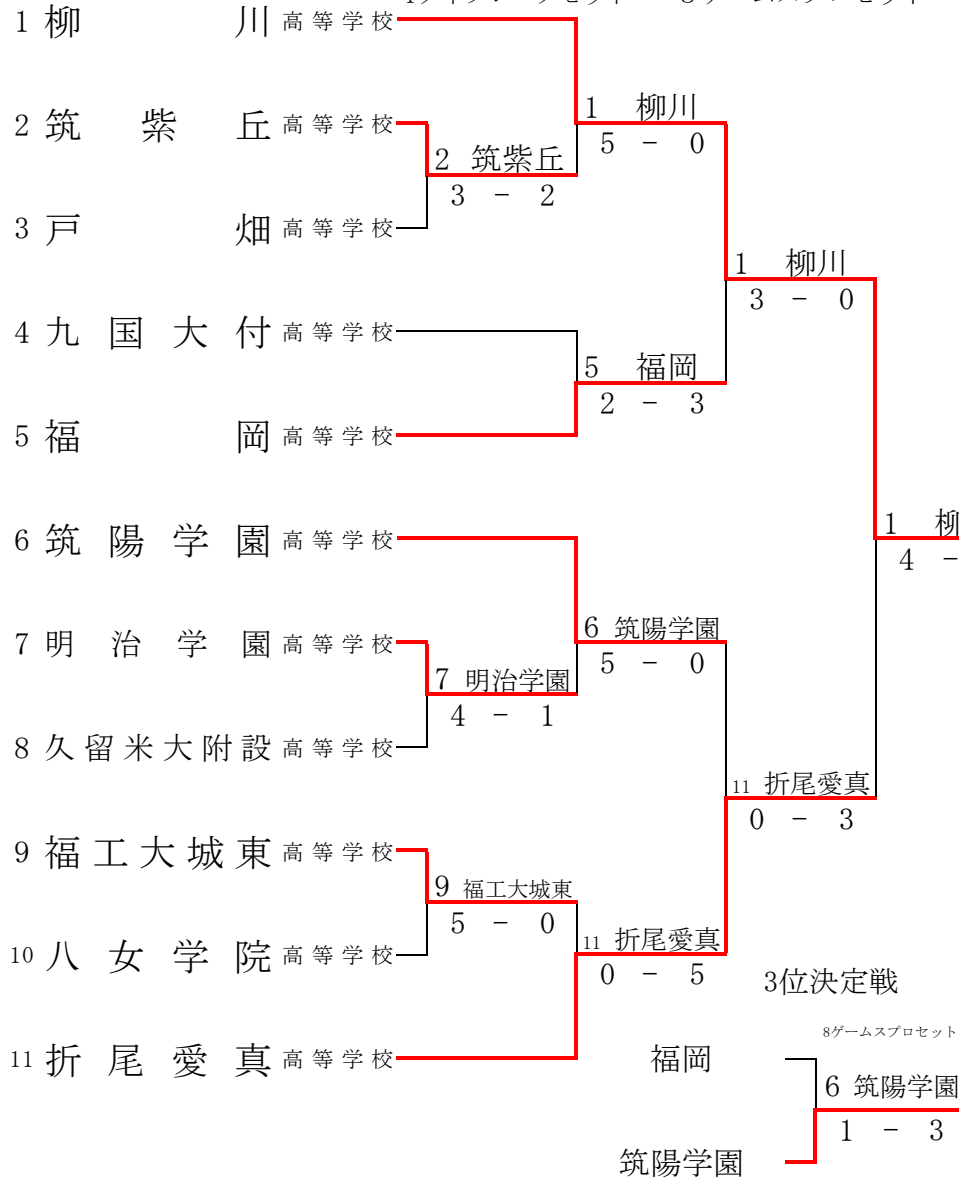 1 柳川 高等学校
1 柳川
2 筑紫丘 高等学校
5 - 0
2 筑紫丘
3 - 2
3 戸畑 高等学校
1 柳川
3 - 0
4 九国大付 高等学校
5 福岡
2 - 3
5 福岡 高等学校
1 柳
4 -
6 筑陽学園 高等学校
6 筑陽学園
7 明治学園 高等学校
5 - 0
7 明治学園
4 - 1
8 久留米大附設 高等学校
11 折尾愛真
0 - 3
9 福工大城東 高等学校
9 福工大城東
5 - 0
11 折尾愛真
10 八女学院 高等学校
0 - 5
3位決定戦
8ゲームスプロセット
11 折尾愛真 高等学校
福岡
6 筑陽学園
1 - 3
筑陽学園